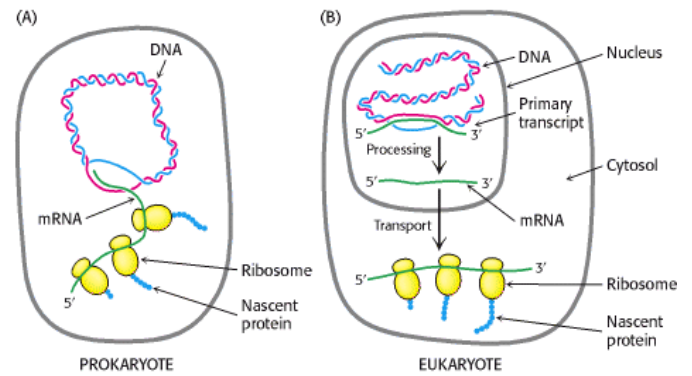 (A)
DNA
mRNA
5′
Ribosome
Nascent
protein
PROKARYOTE
(B)
DNA
Nucleus
Primary
transcript
5′ 3′
Processing
Cytosol
5′ 3′
mRNA
Transport
5′ 3′
Ribosome
Nascent
protein
EUKARYOTE